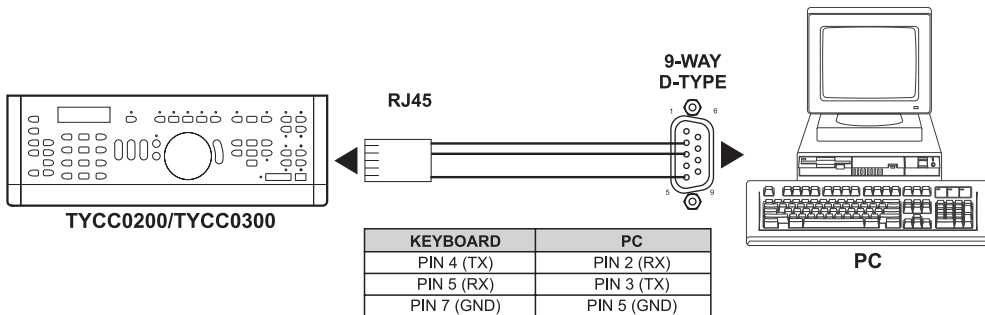 9-WAY
D-TYPE
RJ45
1 6
5 9
TYCC0200/TYCC0300
PC
KEYBOARD PC
PIN 4 (TX) PIN 2 (RX)
PIN 5 (RX) PIN 3 (TX)
PIN 7 (GND) PIN 5 (GND)